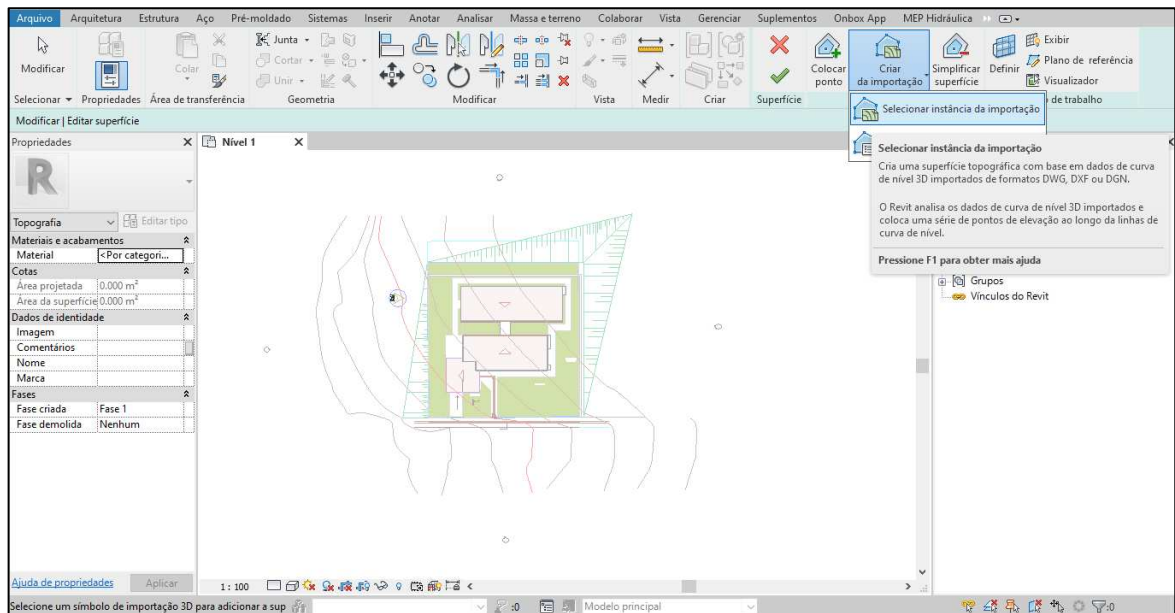 Arquivo Arquitetura Estrutura Aço Pré-moldado Sistemas Inserir Anotar Analisar Massa e terreno Colaborar Vista Gerenciar Suplementos Onbox App MEP Hidráulica
Modificar
Colar
Junta
Cortar
Unir
Colocar ponto
Criar da importação
Simplificar superfície
Definir
Exibir
Plano de referência
Visualizador
Selecionar Propriedades Área de transferência Geometria Modificar Vista Medir Criar Superfície de trabalho
Selecionar instância da importação
Modificar | Editar superfície
Selecionar instância da importação
Cria uma superfície topográfica com base em dados de curva
de nível 3D importados de formatos DWG, DXF ou DGN.
O Revit analisa os dados de curva de nível 3D importados e
coloca uma série de pontos de elevação ao longo da linhas de
curva de nível.
Pressione F1 para obter mais ajuda
Propriedades
Nível 1
R
Topografia Editar tipo
Materiais e acabamentos
Material <Por categori...
Cotas
Área projetada 0.000 m²
Área da superfície 0.000 m²
Dados de identidade
Imagem
Comentários
Nome
Marca
Fases
Fase criada Fase 1
Fase demolida Nenhum
Grupos
Vínculos do Revit
Ajuda de propriedades Aplicar
1 : 100
Selecione um símbolo de importação 3D para adicionar a sup :0 Modelo principal :0